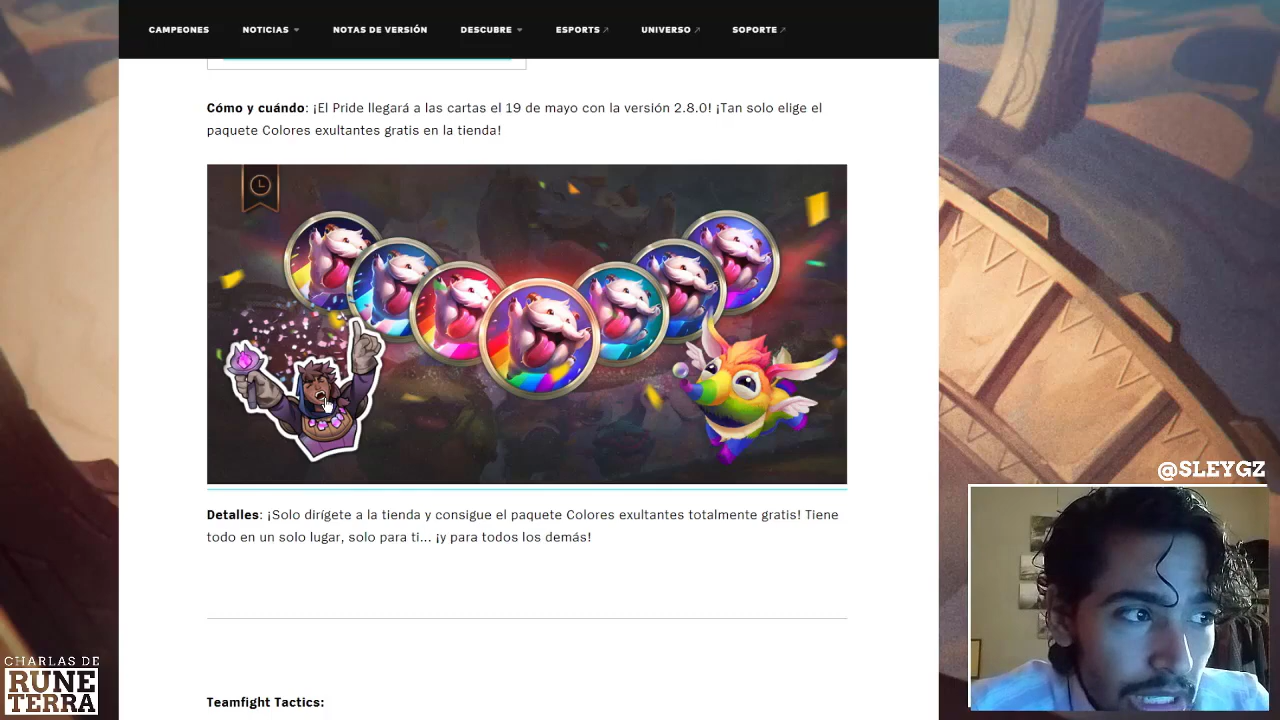 CAMPEONES NOTICIAS NOTAS DE VERSIÓN DESCUBRE ESPORTS UNIVERSO SOPORTE
Cómo y cuándo: ¡El Pride llegará a las cartas el 19 de mayo con la versión 2.8.0! ¡Tan solo elige el
paquete Colores exultantes gratis en la tienda!
@SLEYGZ
Detalles: ¡Solo dirígete a la tienda y consigue el paquete Colores exultantes totalmente gratis! Tiene
todo en un solo lugar, solo para ti... ¡y para todos los demás!
CHARLAS DE
RUNE
TERRA
Teamfight Tactics: